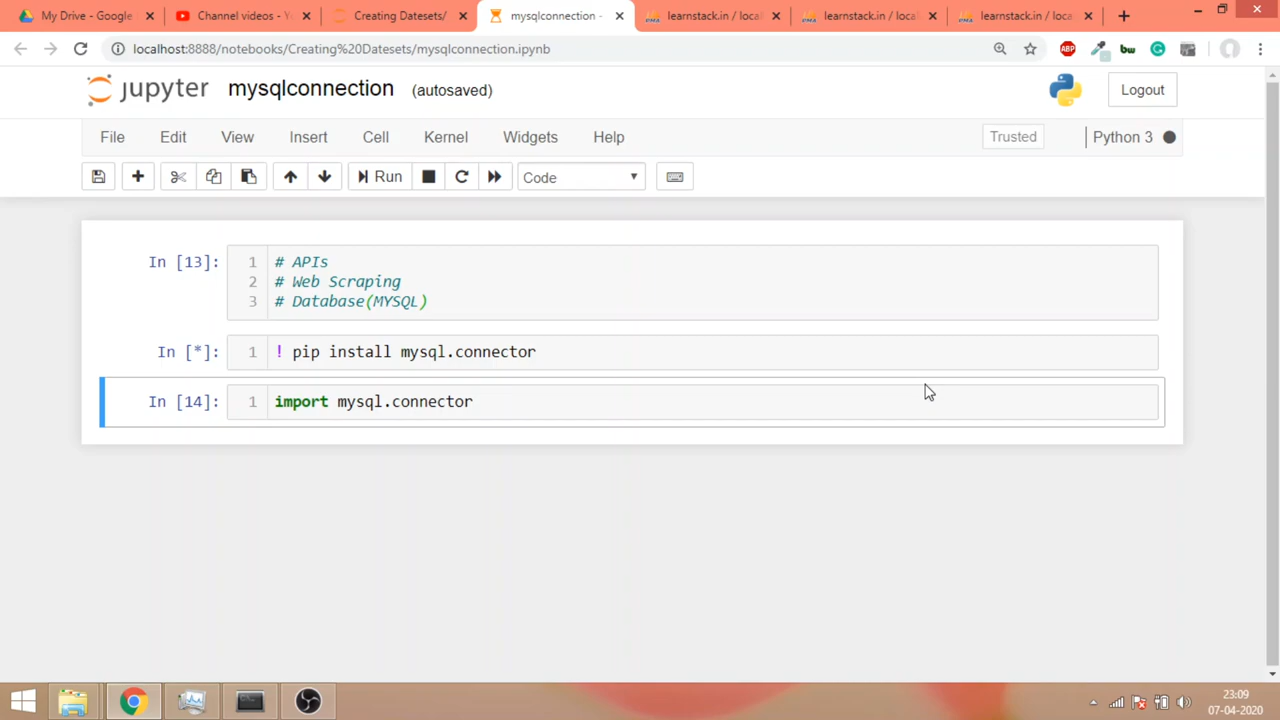 My Drive - Google
Channel videos - Y
Creating Datesets/
mysqlconnection -
learnstack.in / local
learnstack.in / loca
learnstack.in / loca
localhost:8888/notebooks/Creating%20Datesets/mysqlconnection.ipynb
ABP
bw
G
jupyter mysqlconnection (autosaved)
Logout
File Edit View Insert Cell Kernel Widgets Help
Trusted
Python 3
Run
Code
In [13]:
1 # APIs
2 # Web Scraping
3 # Database(MYSQL)
In [*]:
1 ! pip install mysql.connector
In [14]:
1 import mysql.connector
23:09
07-04-2020